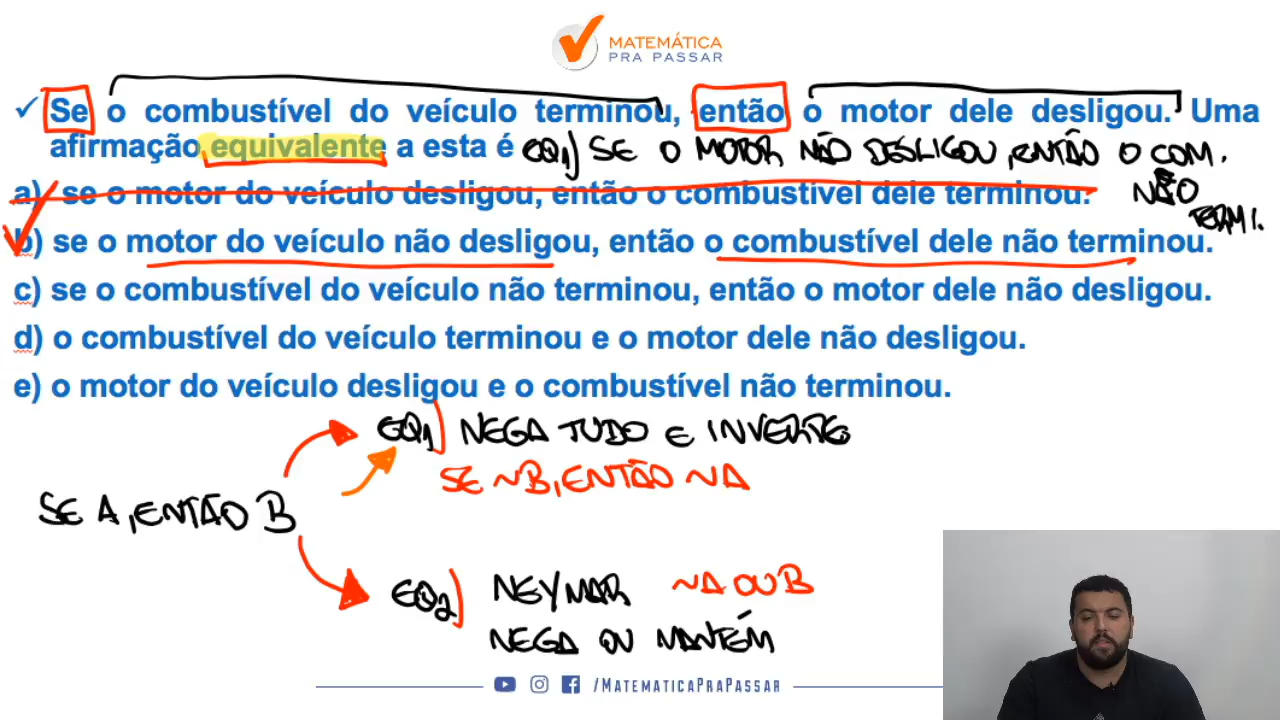 MATEMÁTICA
PRA PASSAR
✓ Se o combustível do veículo terminou, então o motor dele desligou. Uma
afirmação equivalente a esta é EQ1) SE O MOTOR NÃO DESLIGOU, ENTÃO O COM.
NÃO
TERMI.
a) se o motor do veículo desligou, então o combustível dele terminou.
b) se o motor do veículo não desligou, então o combustível dele não terminou.
c) se o combustível do veículo não terminou, então o motor dele não desligou.
d) o combustível do veículo terminou e o motor dele não desligou.
e) o motor do veículo desligou e o combustível não terminou.
EQ1) NEGA TUDO E INVERTE
SE ~B, ENTÃO ~A
SE A, ENTÃO B
EQ2) NEYMAR ~A OU B
NEGA OU MANTÉM
/MATEMATICAPRAPASSAR